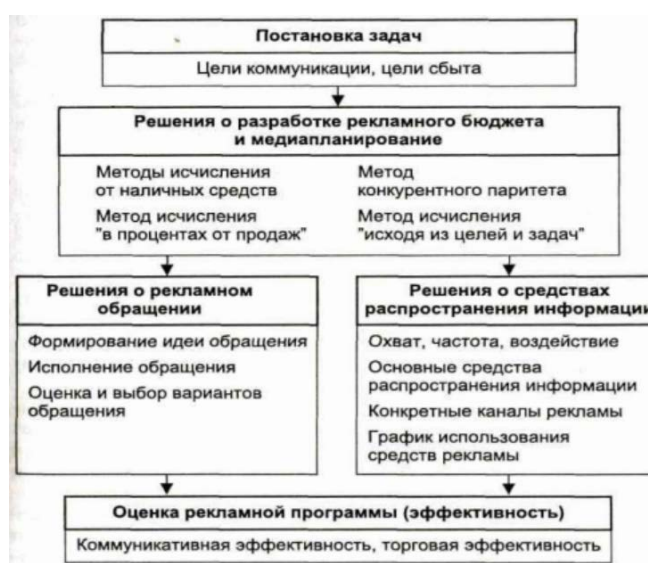 Постановка задач
Цели коммуникации, цели сбыта
Решения о разработке рекламного бюджета
и медиапланирование
Методы исчисления
от наличных средств
Метод исчисления
"в процентах от продаж"
Метод
конкурентного паритета
Метод исчисления
"исходя из целей и задач"
Решения о рекламном
обращении
Формирование идеи обращения
Исполнение обращения
Оценка и выбор вариантов
обращения
Решения о средствах
распространения информации
Охват, частота, воздействие
Основные средства
распространения информации
Конкретные каналы рекламы
График использования
средств рекламы
Оценка рекламной программы (эффективность)
Коммуникативная эффективность, торговая эффективность